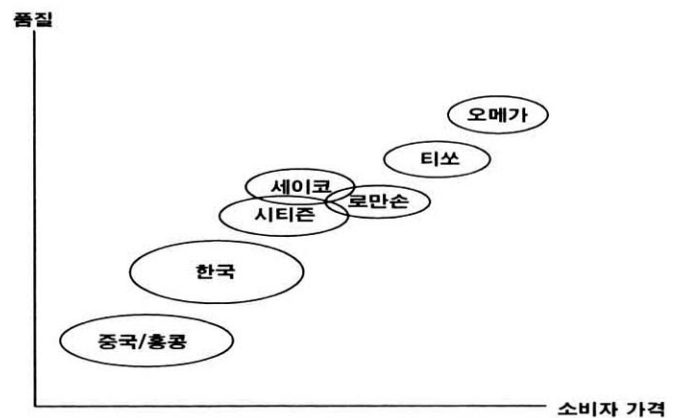 품질
오메가
티쏘
세이코
로만손
시티즌
한국
중국/홍콩
소비자 가격